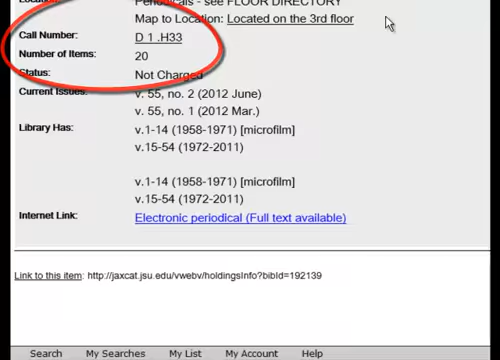 Location: Periodicals - see FLOOR DIRECTORY
Map to Location: Located on the 3rd floor
Call Number: D 1 .H33
Number of Items: 20
Status: Not Charged
Current Issues: v. 55, no. 2 (2012 June)
v. 55, no. 1 (2012 Mar.)
Library Has: v.1-14 (1958-1971) [microfilm]
v.15-54 (1972-2011)
v.1-14 (1958-1971) [microfilm]
v.15-54 (1972-2011)
Internet Link: Electronic periodical (Full text available)
Link to this item: http://jaxcat.jsu.edu/vwebv/holdingsInfo?bibId=192139
Search My Searches My List My Account Help